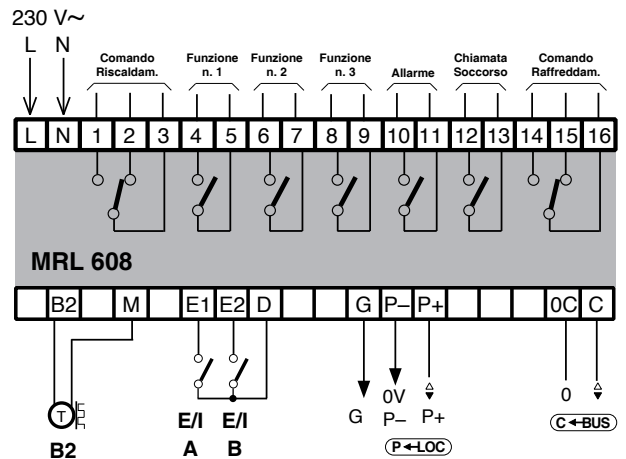 230 V~
L N
Comando Riscaldam. Funzione n. 1 Funzione n. 2 Funzione n. 3 Allarme Chiamata Soccorso Comando Raffreddam.
L N 1 2 3 4 5 6 7 8 9 10 11 12 13 14 15 16
MRL 608
B2 M E1 E2 D G P– P+ 0C C
T
0V
G P– P+ 0
E/I E/I
P LOC C BUS
B2 A B